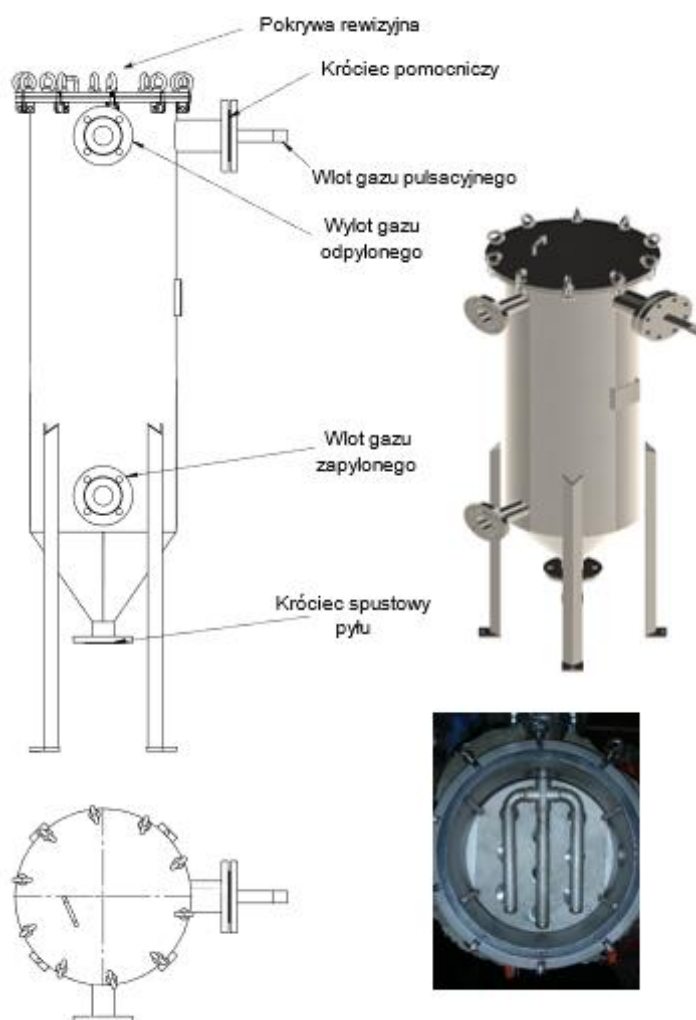 Pokrywa rewizyjna
Króciec pomocniczy
Wlot gazu pulsacyjnego
Wylot gazu
odpylonego
Wlot gazu
zapylonego
Króciec spustowy
pyłu